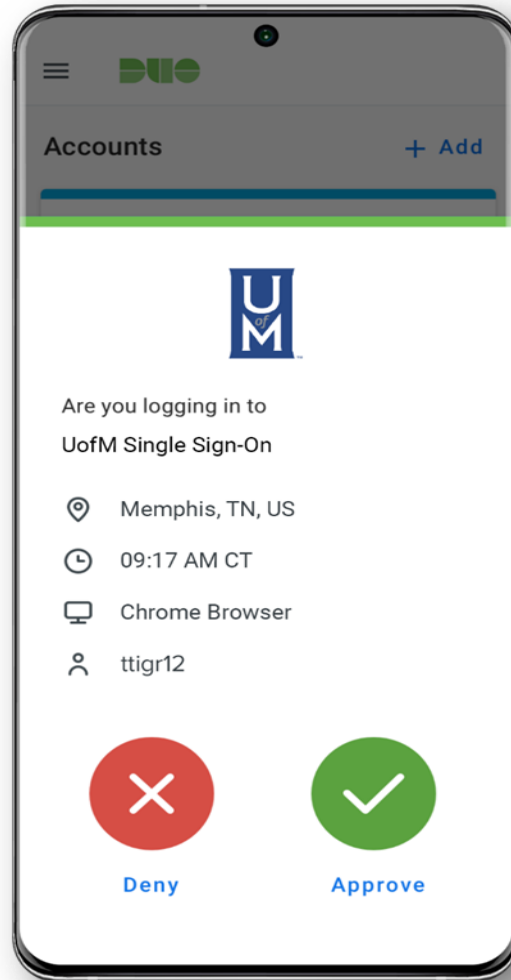 DUO
Accounts
+ Add
U
of
M
™
Are you logging in to
UofM Single Sign-On
Memphis, TN, US
09:17 AM CT
Chrome Browser
ttigr12
Deny
Approve